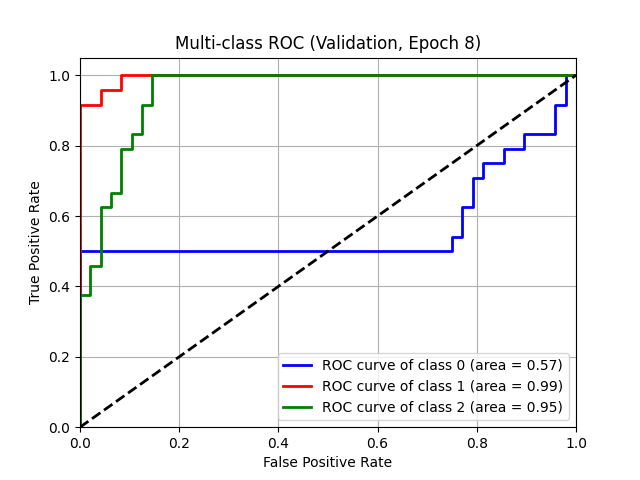 Multi-class ROC (Validation, Epoch 8)
True Positive Rate
1.0
0.8
0.6
0.4
0.2
0.0
ROC curve of class 0 (area = 0.57)
ROC curve of class 1 (area = 0.99)
ROC curve of class 2 (area = 0.95)
0.0 0.2 0.4 0.6 0.8 1.0
False Positive Rate